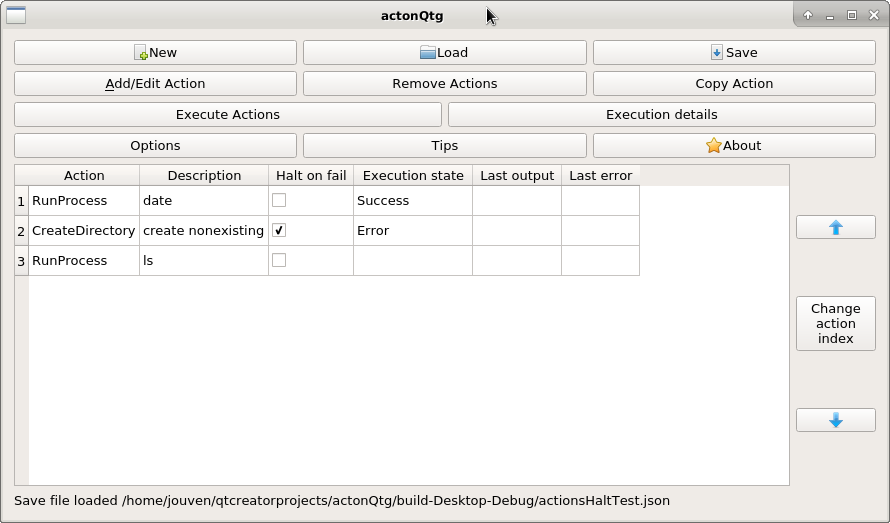 actonQtg
New Load Save
Add/Edit Action Remove Actions Copy Action
Execute Actions Execution details
Options Tips About
Action Description Halt on fail Execution state Last output Last error
1 RunProcess date Success
2 CreateDirectory create nonexisting Error
3 RunProcess ls
Change
action
index
Save file loaded /home/jouven/qtcreatorprojects/actonQtg/build-Desktop-Debug/actionsHaltTest.json